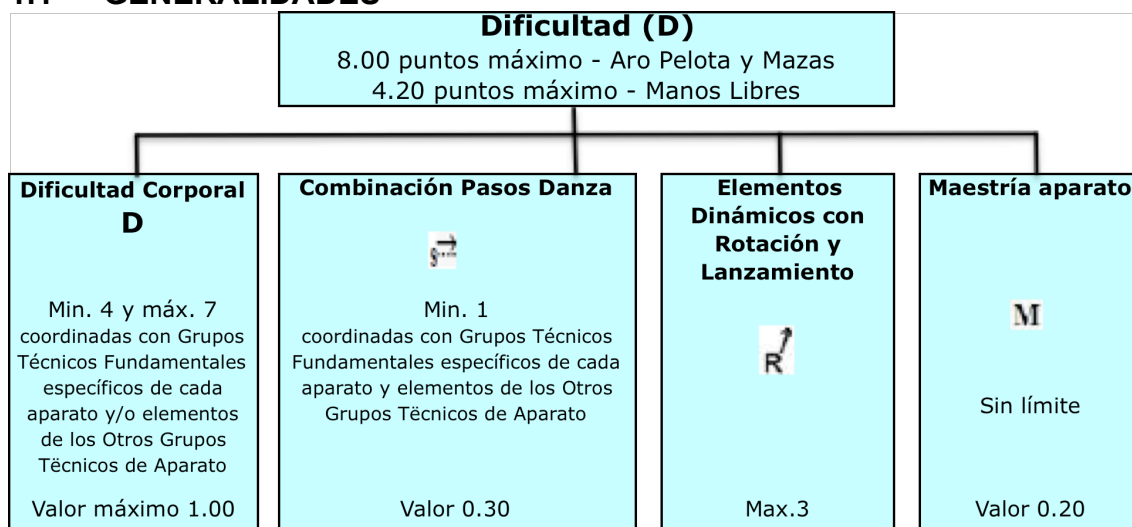 4.1 GENERALIDADES
Dificultad (D)
8.00 puntos máximo - Aro Pelota y Mazas
4.20 puntos máximo - Manos Libres
Dificultad Corporal
D
Min. 4 y máx. 7
coordinadas con Grupos
Técnicos Fundamentales
específicos de cada
aparato y/o elementos
de los Otros Grupos
Tëcnicos de Aparato
Valor máximo 1.00
Combinación Pasos Danza
Min. 1
coordinadas con Grupos Técnicos
Fundamentales específicos de cada
aparato y elementos de los Otros
Grupos Tëcnicos de Aparato
Valor 0.30
Elementos
Dinámicos con
Rotación y
Lanzamiento
R
Max.3
Maestría aparato
M
Sin límite
Valor 0.20